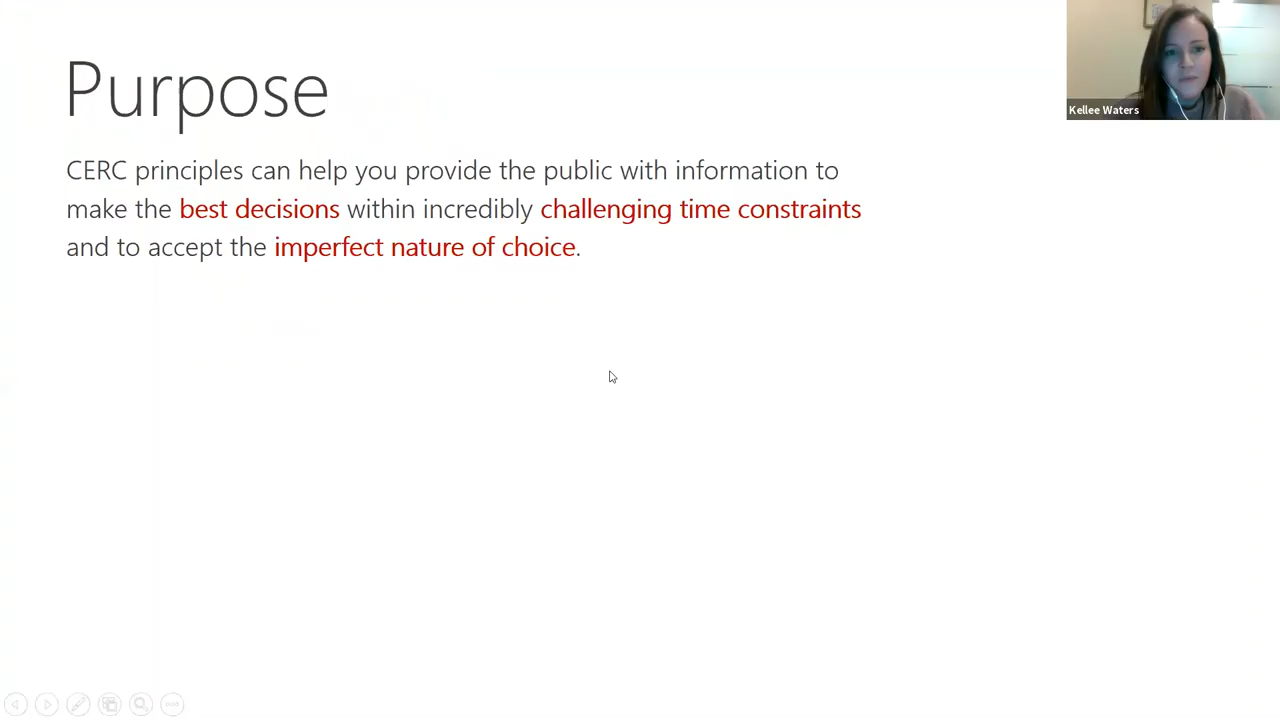 Purpose
CERC principles can help you provide the public with information to
make the best decisions within incredibly challenging time constraints
and to accept the imperfect nature of choice.
Kellee Waters